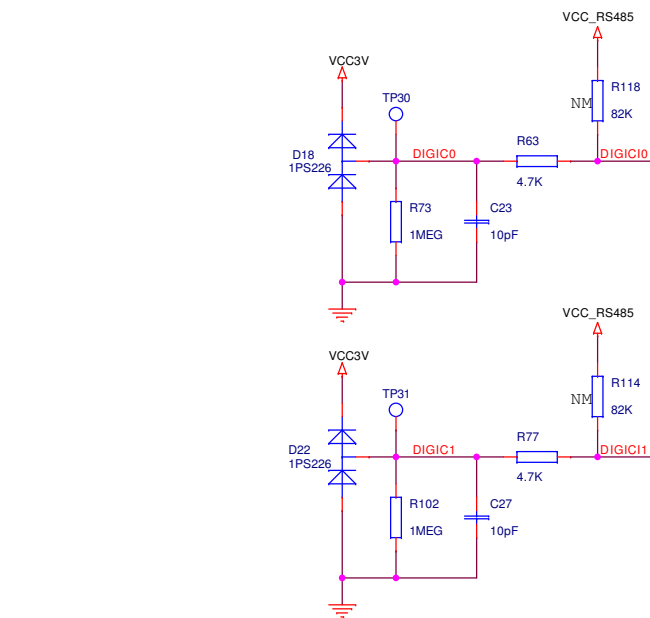 VCC_RS485
VCC3V
R118
TP30
NM
82K
R63
D18
DIGIC0
DIGICI0
1PS226
4.7K
R73
C23
1MEG
10pF
VCC_RS485
VCC3V
R114
TP31
NM
82K
R77
D22
DIGIC1
DIGICI1
1PS226
4.7K
R102
C27
1MEG
10pF